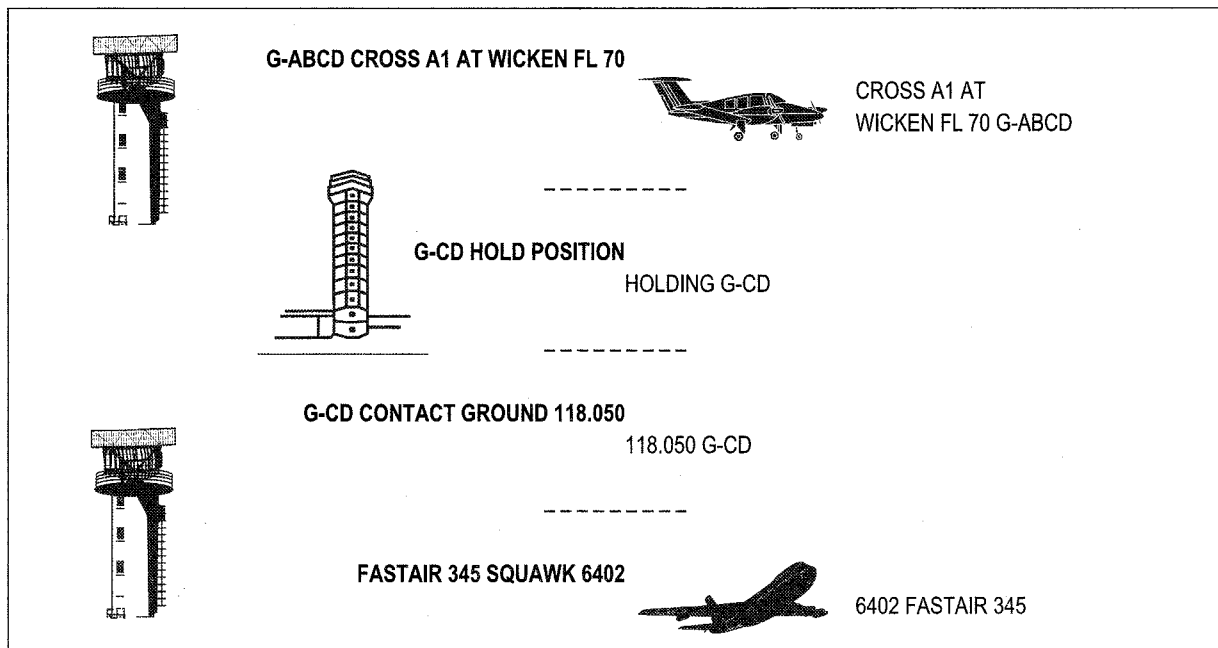 G-ABCD CROSS A1 AT WICKEN FL 70
CROSS A1 AT
WICKEN FL 70 G-ABCD
G-CD HOLD POSITION
HOLDING G-CD
G-CD CONTACT GROUND 118.050
118.050 G-CD
FASTAIR 345 SQUAWK 6402
6402 FASTAIR 345